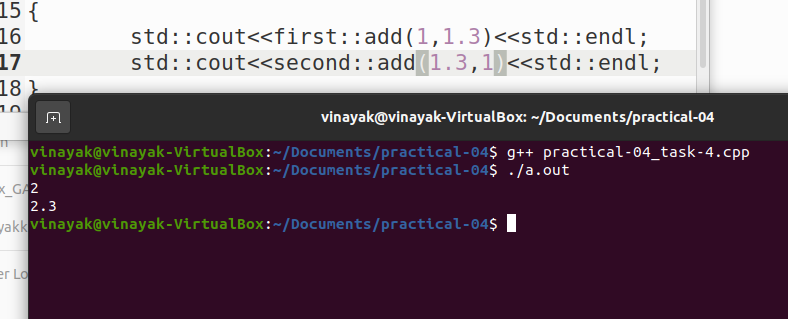 15 {
16 std::cout<<first::add(1,1.3)<<std::endl;
17 std::cout<<second::add(1.3,1)<<std::endl;
18 }
vinayak@vinayak-VirtualBox: ~/Documents/practical-04
vinayak@vinayak-VirtualBox:~/Documents/practical-04$ g++ practical-04_task-4.cpp
vinayak@vinayak-VirtualBox:~/Documents/practical-04$ ./a.out
2
2.3
vinayak@vinayak-VirtualBox:~/Documents/practical-04$
x_GA
yakk
er Lo